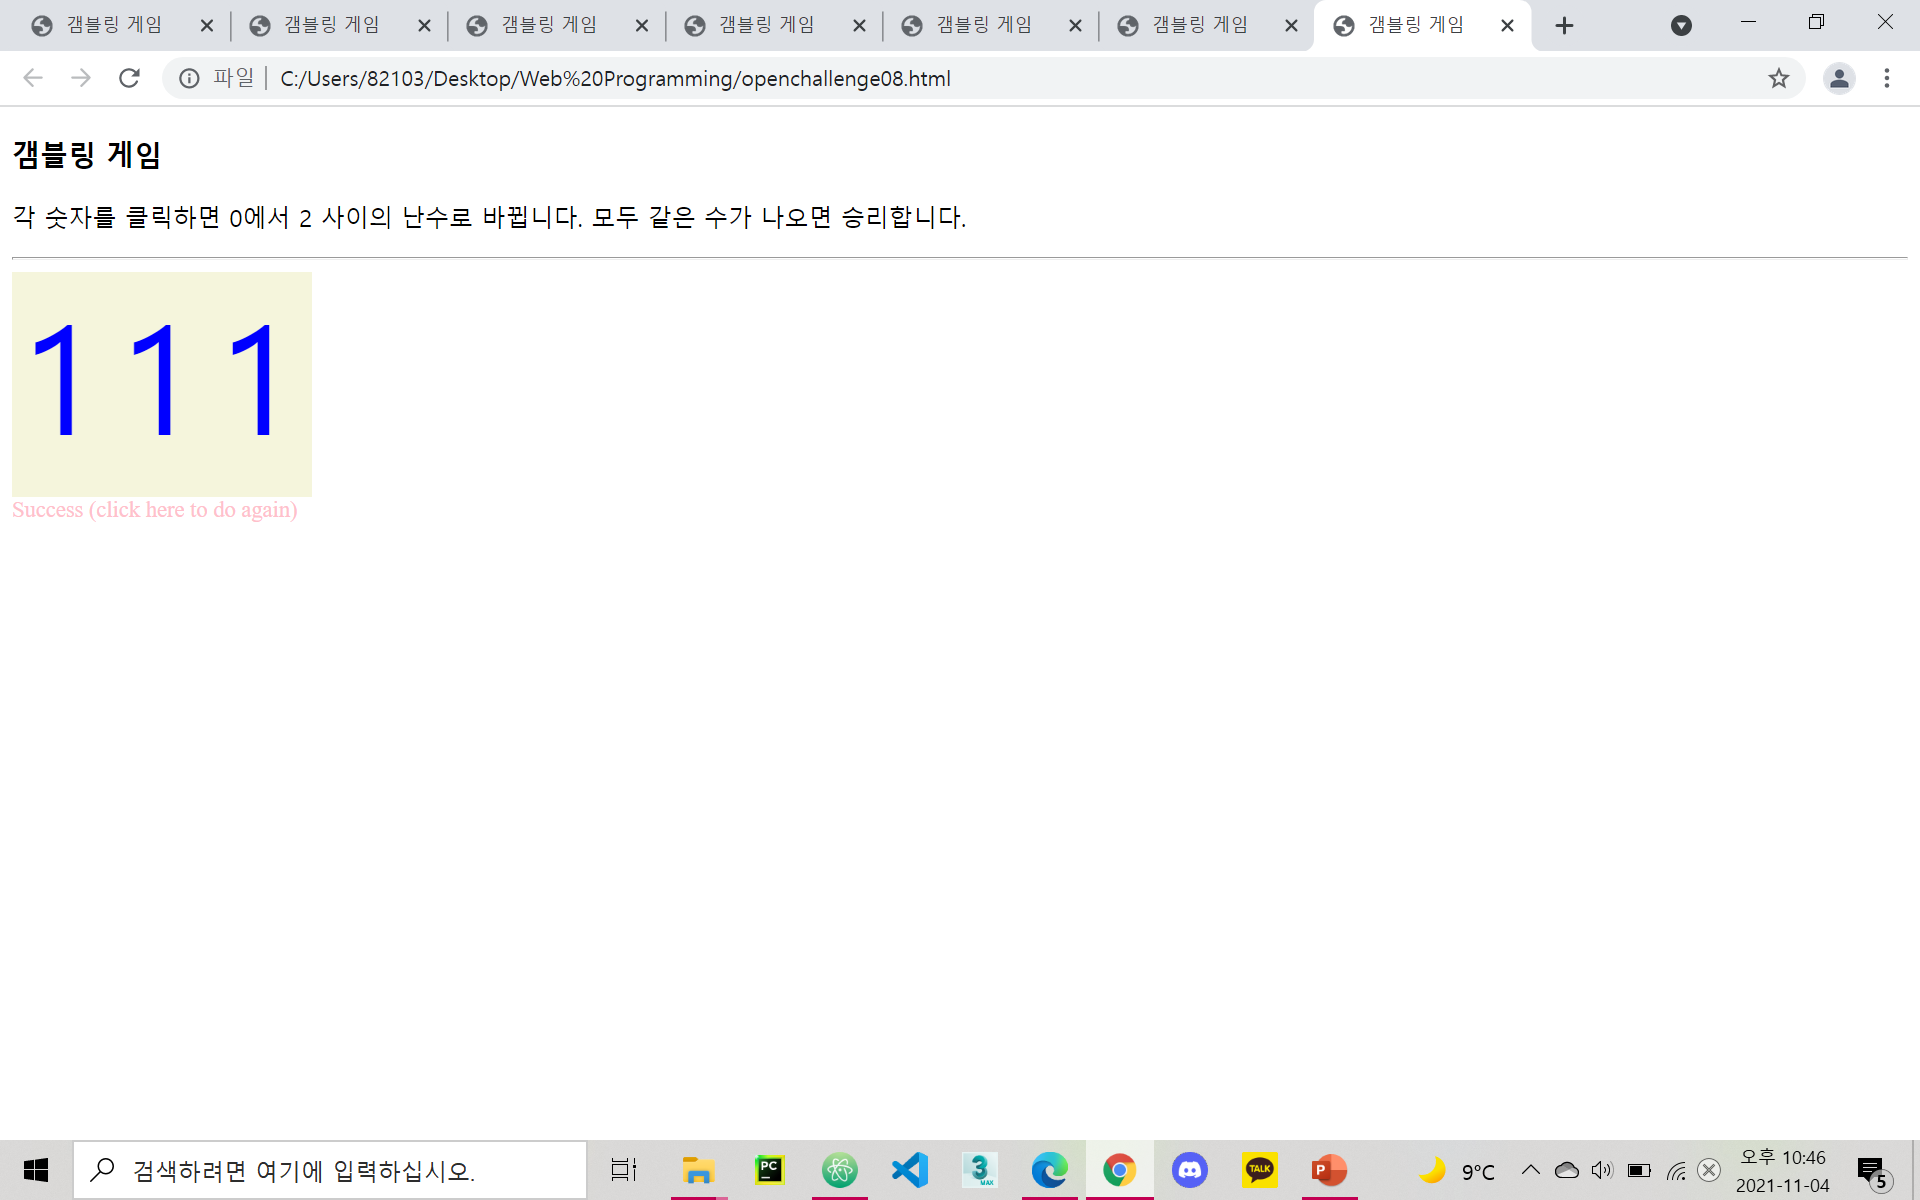 갬블링 게임 갬블링 게임 갬블링 게임 갬블링 게임 갬블링 게임 갬블링 게임 갬블링 게임
파일 C:/Users/82103/Desktop/Web%20Programming/openchallenge08.html
갬블링 게임
각 숫자를 클릭하면 0에서 2 사이의 난수로 바뀝니다. 모두 같은 수가 나오면 승리합니다.
1 1 1
Success (click here to do again)
검색하려면 여기에 입력하십시오.
PC
3
MAX
TALK
P
9°C
오후 10:46
2021-11-04
5